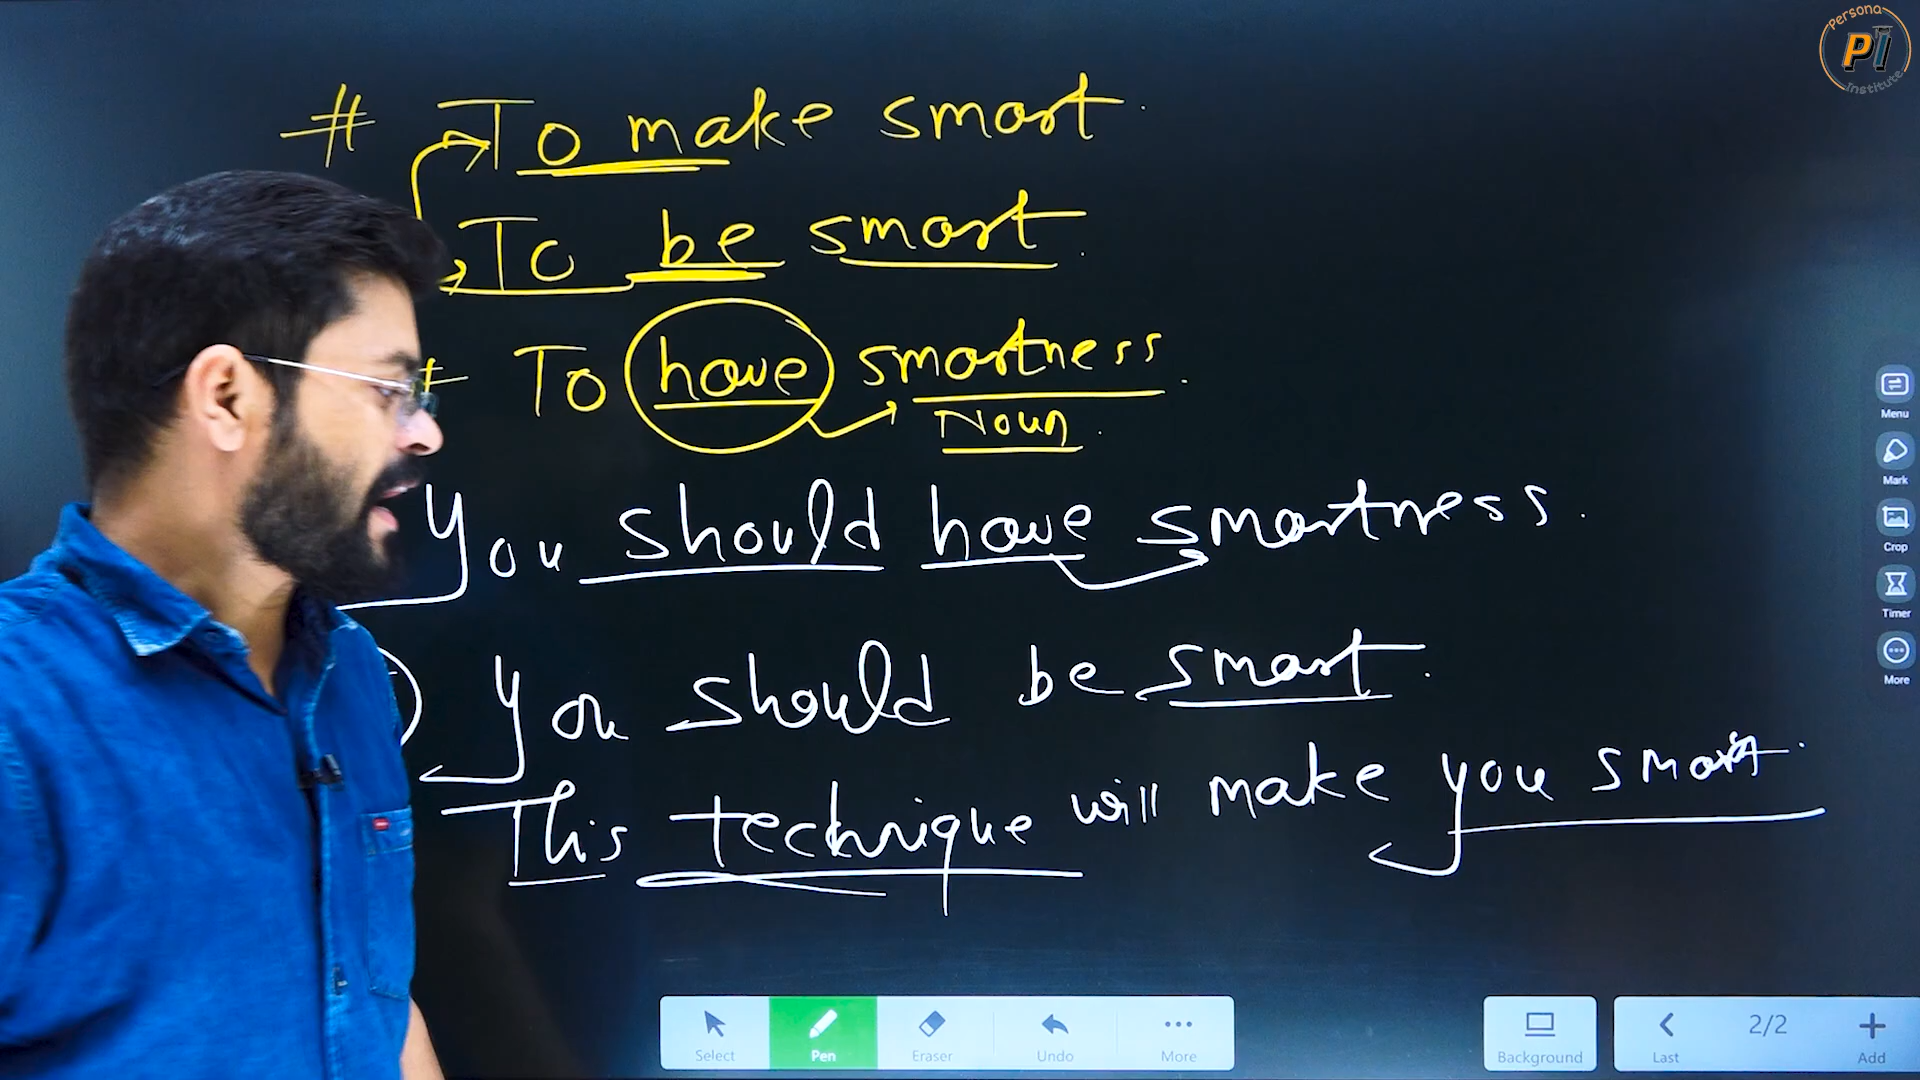 Persona
PI
Institute
# To make smart.
To be smart.
To have smartness.
Noun.
You should have smartness.
You should be smart.
This technique will make you smart.
Menu
Mark
Crop
Timer
More
Select
Pen
Eraser
Undo
More
Background
Last
2/2
Add